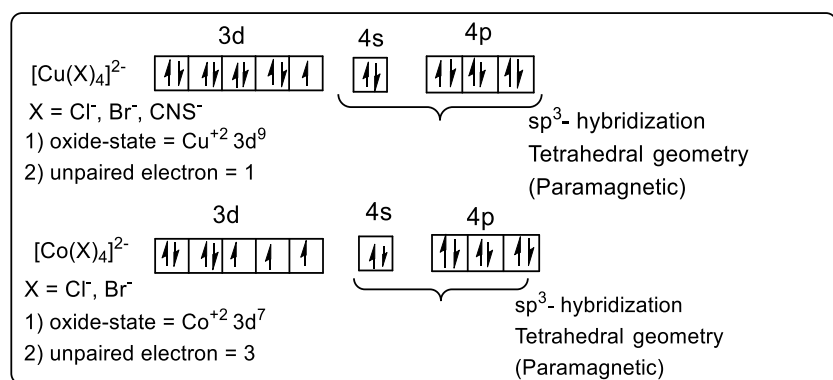 3d 4s 4p
[Cu(X)₄]²⁻
X = Cl⁻, Br⁻, CNS⁻
1) oxide-state = Cu⁺² 3d⁹
2) unpaired electron = 1
sp³- hybridization
Tetrahedral geometry
(Paramagnetic)
3d 4s 4p
[Co(X)₄]²⁻
X = Cl⁻, Br⁻
1) oxide-state = Co⁺² 3d⁷
2) unpaired electron = 3
sp³- hybridization
Tetrahedral geometry
(Paramagnetic)